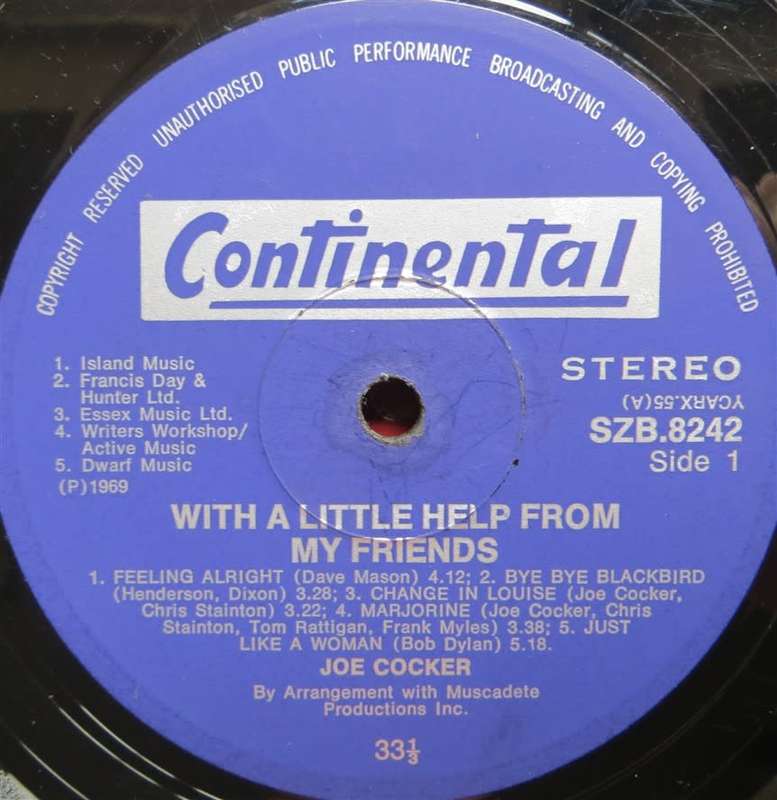 COPYRIGHT RESERVED UNAUTHORISED PUBLIC PERFORMANCE BROADCASTING AND COPYING PROHIBITED
Continental
1. Island Music
2. Francis Day &
Hunter Ltd.
3. Essex Music Ltd.
4. Writers Workshop/
Active Music
5. Dwarf Music
(P)1969
STEREO
YCARX.55(A)
SZB.8242
Side 1
WITH A LITTLE HELP FROM
MY FRIENDS
1. FEELING ALRIGHT (Dave Mason) 4.12; 2. BYE BYE BLACKBIRD
(Henderson, Dixon) 3.28; 3. CHANGE IN LOUISE (Joe Cocker,
Chris Stainton) 3.22; 4. MARJORINE (Joe Cocker, Chris
Stainton, Tom Rattigan, Frank Myles) 3.38; 5. JUST
LIKE A WOMAN (Bob Dylan) 5.18.
JOE COCKER
By Arrangement with Muscadete
Productions Inc.
33⅓